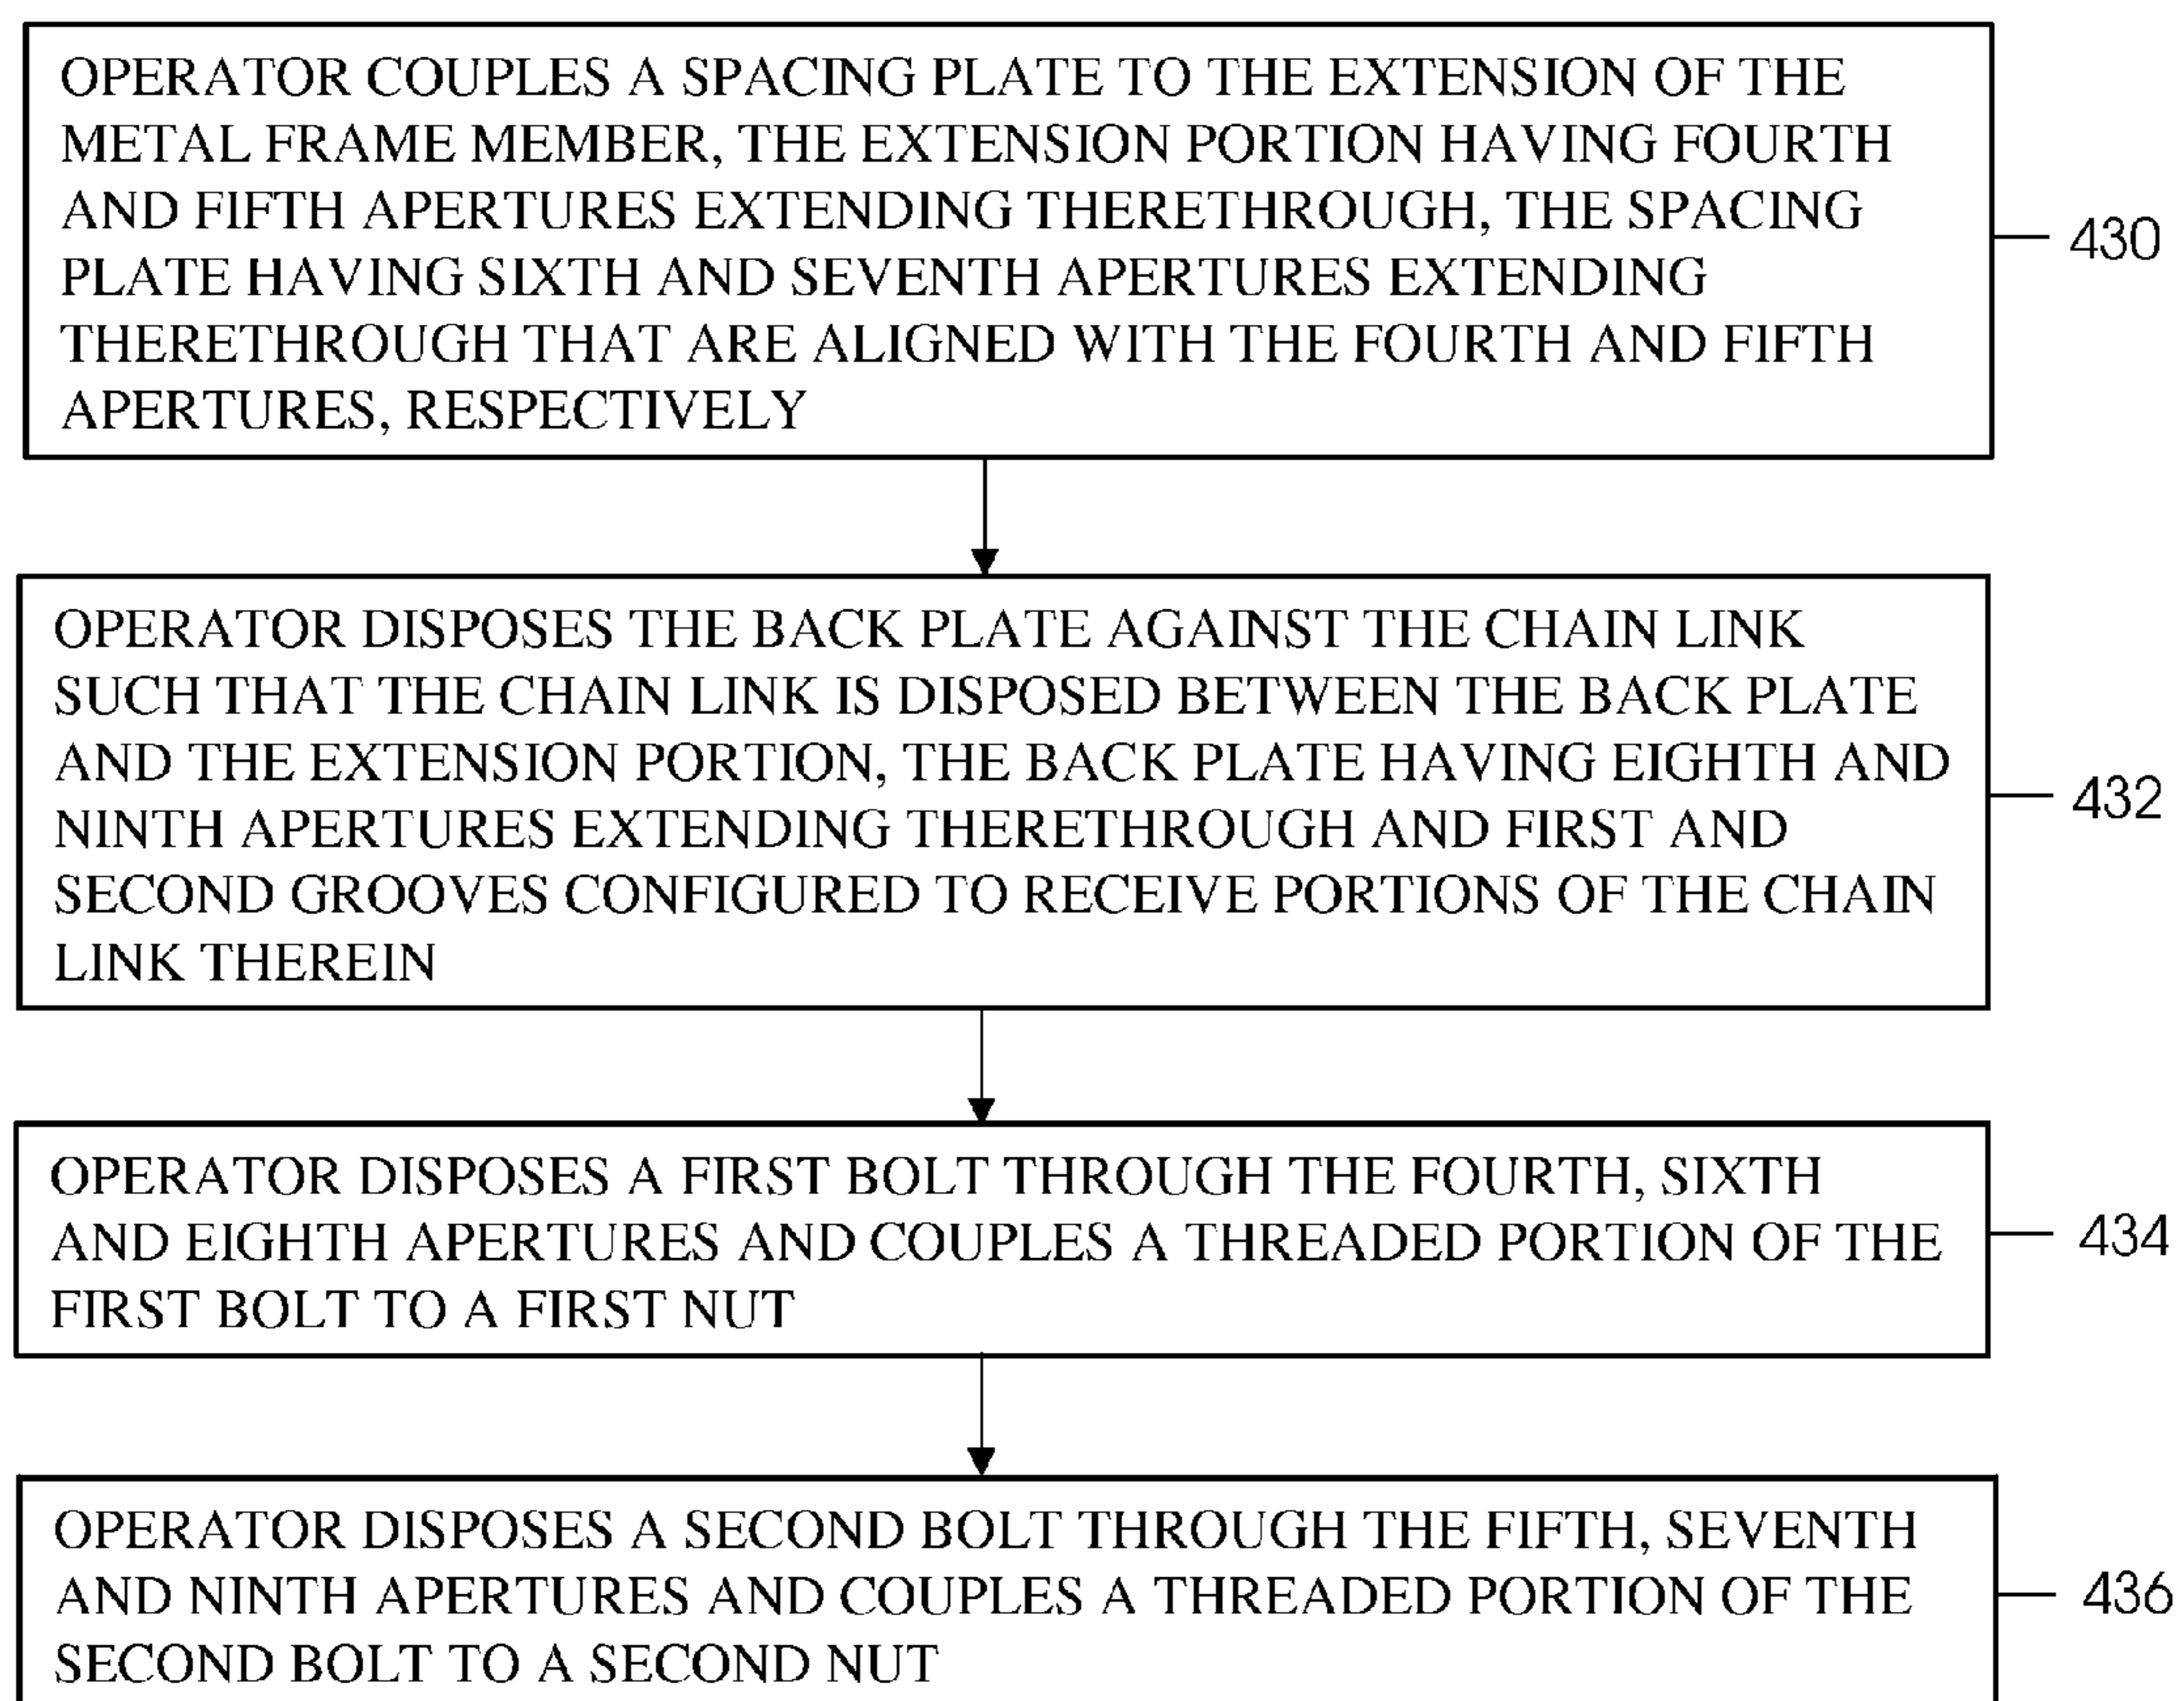 OPERATOR COUPLES A SPACING PLATE TO THE EXTENSION OF THE
METAL FRAME MEMBER, THE EXTENSION PORTION HAVING FOURTH
AND FIFTH APERTURES EXTENDING THERETHROUGH, THE SPACING
PLATE HAVING SIXTH AND SEVENTH APERTURES EXTENDING
THERETHROUGH THAT ARE ALIGNED WITH THE FOURTH AND FIFTH
APERTURES, RESPECTIVELY
430
OPERATOR DISPOSES THE BACK PLATE AGAINST THE CHAIN LINK
SUCH THAT THE CHAIN LINK IS DISPOSED BETWEEN THE BACK PLATE
AND THE EXTENSION PORTION, THE BACK PLATE HAVING EIGHTH AND
NINTH APERTURES EXTENDING THERETHROUGH AND FIRST AND
SECOND GROOVES CONFIGURED TO RECEIVE PORTIONS OF THE CHAIN
LINK THEREIN
432
OPERATOR DISPOSES A FIRST BOLT THROUGH THE FOURTH, SIXTH
AND EIGHTH APERTURES AND COUPLES A THREADED PORTION OF THE
FIRST BOLT TO A FIRST NUT
434
OPERATOR DISPOSES A SECOND BOLT THROUGH THE FIFTH, SEVENTH
AND NINTH APERTURES AND COUPLES A THREADED PORTION OF THE
SECOND BOLT TO A SECOND NUT
436